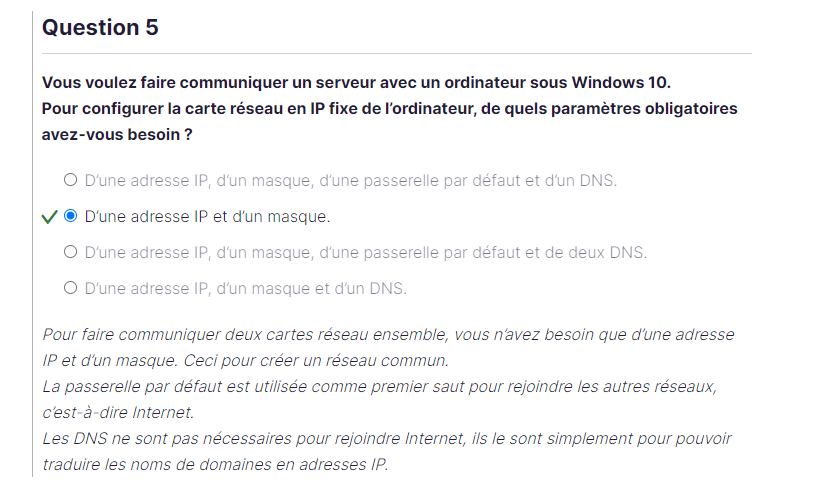 Question 5
Vous voulez faire communiquer un serveur avec un ordinateur sous Windows 10.
Pour configurer la carte réseau en IP fixe de l’ordinateur, de quels paramètres obligatoires
avez-vous besoin ?
D’une adresse IP, d’un masque, d’une passerelle par défaut et d’un DNS.
D’une adresse IP et d’un masque.
D’une adresse IP, d’un masque, d’une passerelle par défaut et de deux DNS.
D’une adresse IP, d’un masque et d’un DNS.
Pour faire communiquer deux cartes réseau ensemble, vous n’avez besoin que d’une adresse
IP et d’un masque. Ceci pour créer un réseau commun.
La passerelle par défaut est utilisée comme premier saut pour rejoindre les autres réseaux,
c’est-à-dire Internet.
Les DNS ne sont pas nécessaires pour rejoindre Internet, ils le sont simplement pour pouvoir
traduire les noms de domaines en adresses IP.